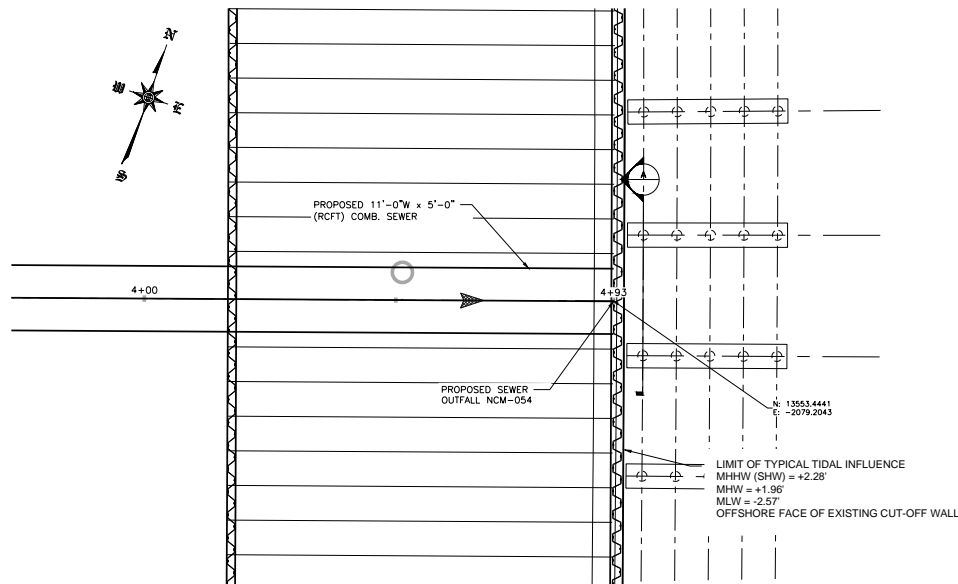 N
W
E
S
PROPOSED 11'-0"W x 5'-0"
(RCFT) COMB. SEWER
4+00
4+93
PROPOSED SEWER
OUTFALL NCM-054
N: 13553.4441
E: -2079.2043
LIMIT OF TYPICAL TIDAL INFLUENCE
MHHW (SHW) = +2.28'
MHW = +1.96'
MLW = -2.57'
OFFSHORE FACE OF EXISTING CUT-OFF WALL